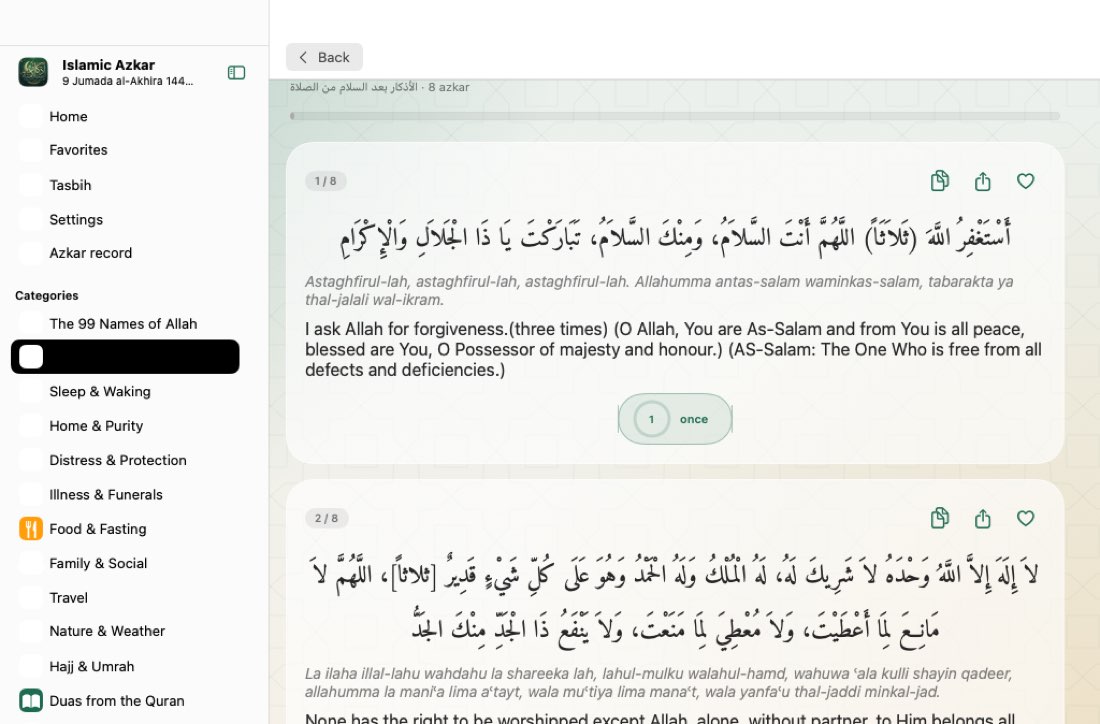 Islamic Azkar
9 Jumada al-Akhira 144...
Home
Favorites
Tasbih
Settings
Azkar record
Categories
The 99 Names of Allah
Sleep & Waking
Home & Purity
Distress & Protection
Illness & Funerals
Food & Fasting
Family & Social
Travel
Nature & Weather
Hajj & Umrah
Duas from the Quran
Back
الأذكار بعد السلام من الصلاة · 8 azkar
1 / 8
أَسْتَغْفِرُ اللَّهَ (ثَلاَثَاً) اللَّهُمَّ أَنْتَ السَّلاَمُ، وَمِنْكَ السَّلاَمُ، تَبَارَكْتَ يَا ذَا الْجَلاَلِ وَالْإِكْرَامِ
Astaghfirul-lah, astaghfirul-lah, astaghfirul-lah. Allahumma antas-salam waminkas-salam, tabarakta ya
thal-jalali wal-ikram.
I ask Allah for forgiveness.(three times) (O Allah, You are As-Salam and from You is all peace,
blessed are You, O Possessor of majesty and honour.) (AS-Salam: The One Who is free from all
defects and deficiencies.)
1 once
2 / 8
لاَ إِلَهَ إِلاَّ اللَّهُ وَحْدَهُ لاَ شَرِيكَ لَهُ، لَهُ الْمُلْكُ وَلَهُ الْحَمْدُ وَهُوَ عَلَى كُلِّ شَيْءٍ قَدِيرٌ [ثلاثاً]، اللَّهُمَّ لاَ
مَانِعَ لِمَا أَعْطَيْتَ، وَلاَ مُعْطِيَ لِمَا مَنَعْتَ، وَلاَ يَنْفَعُ ذَا الْجَدِّ مِنْكَ الجَدُّ
La ilaha illal-lahu wahdahu la shareeka lah, lahul-mulku walahul-hamd, wahuwa ʿala kulli shayin qadeer,
allahumma la maniʿa lima aʿtayt, wala muʿtiya lima manaʿt, wala yanfaʿu thal-jaddi minkal-jad.
None has the right to be worshipped except Allah, alone, without partner, to Him belongs all